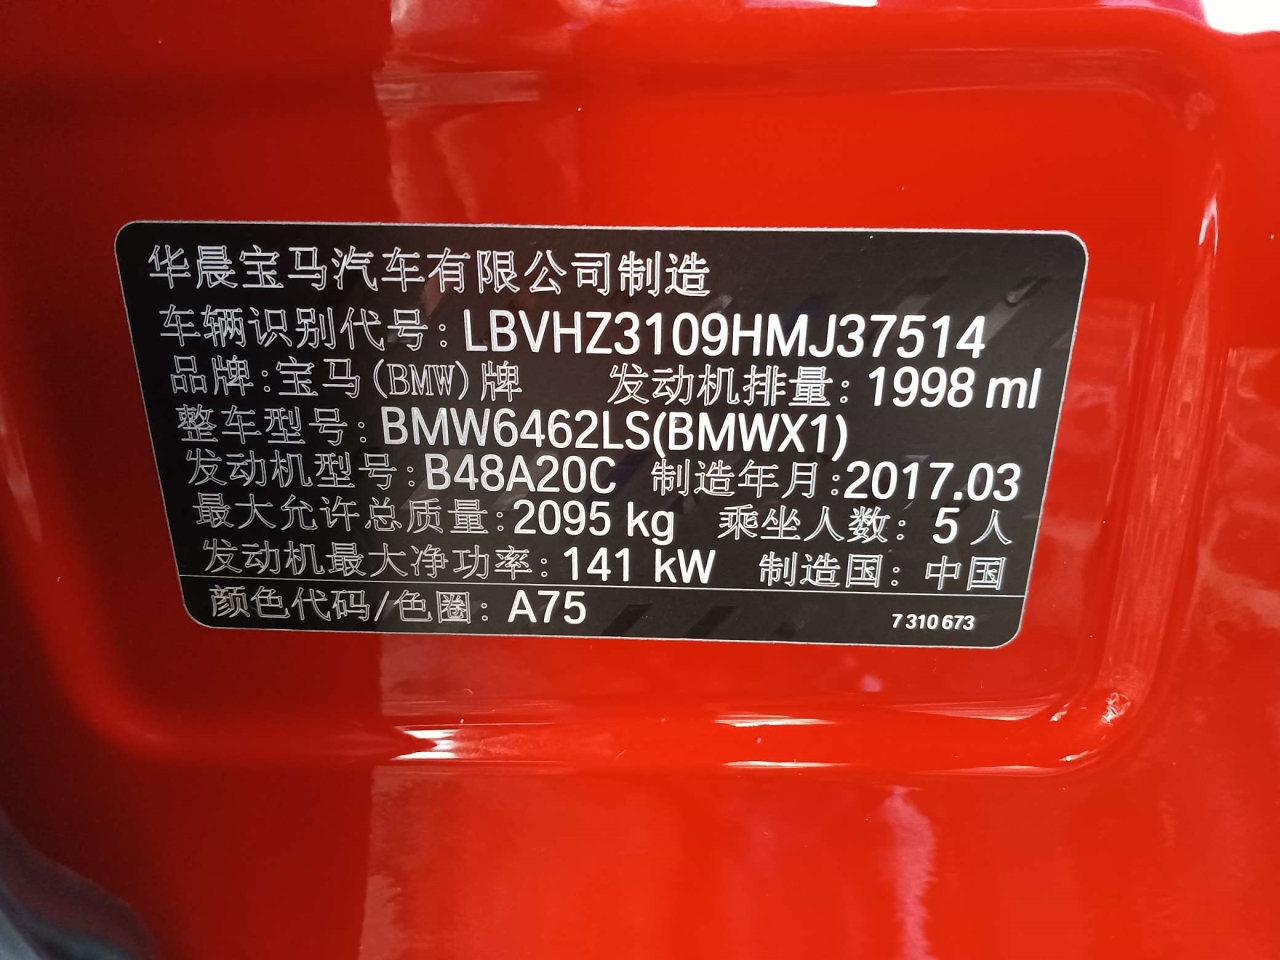 华晨宝马汽车有限公司制造
车辆识别代号: LBVHZ3109HMJ37514
品牌:宝马(BMW)牌 发动机排量: 1998 ml
整车型号: BMW6462LS(BMWX1)
发动机型号: B48A20C 制造年月:2017.03
最大允许总质量: 2095 kg 乘坐人数: 5 人
发动机最大净功率: 141 kW 制造国: 中国
颜色代码/色圈: A75 7 310 673